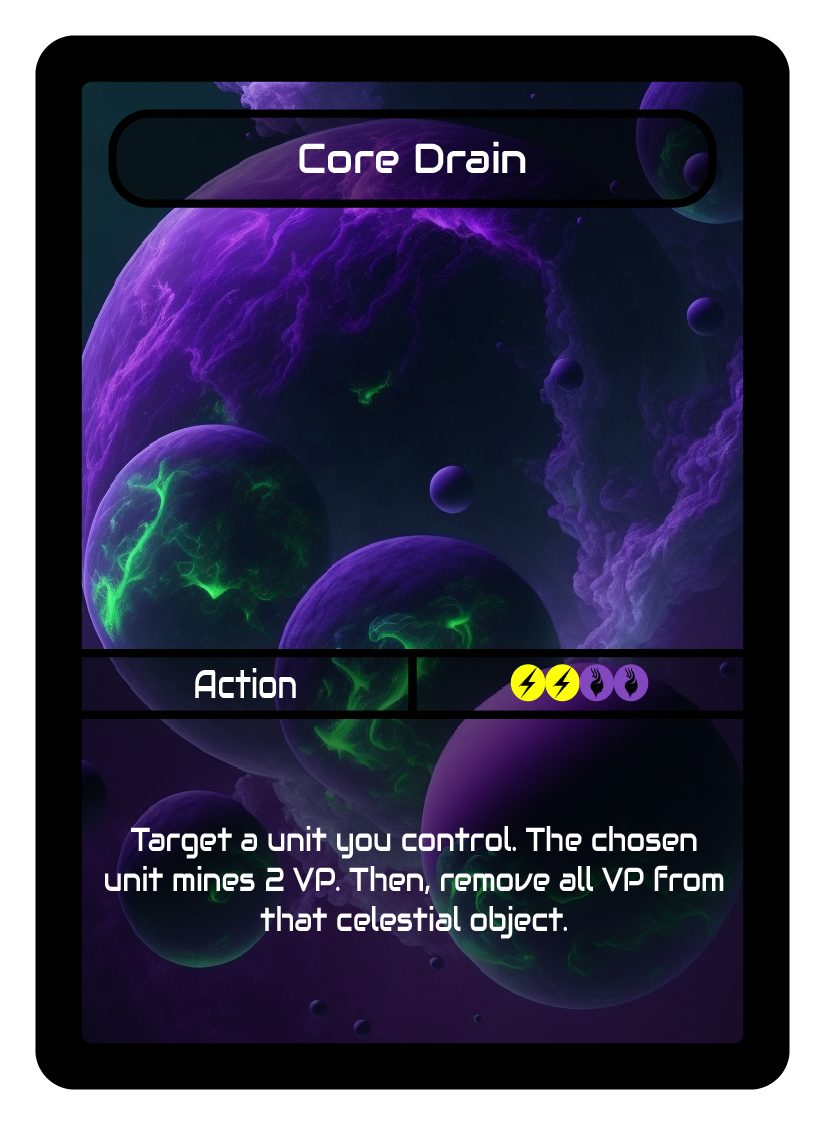 Core Drain
Action
Target a unit you control. The chosen
unit mines 2 VP. Then, remove all VP from
that celestial object.